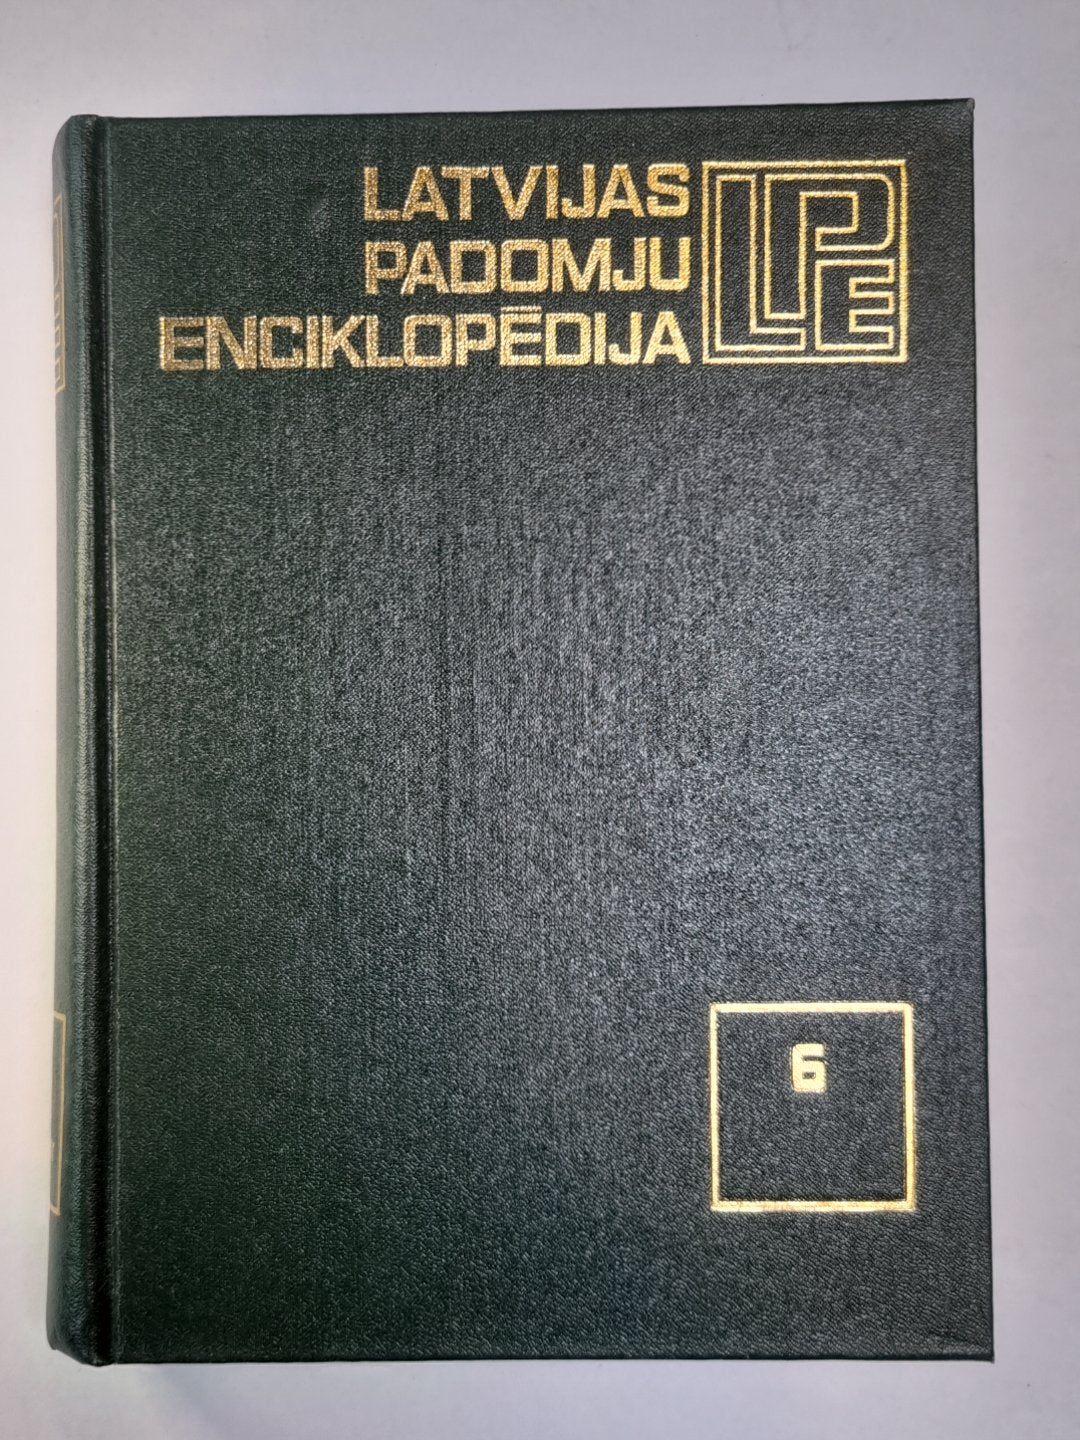 LATVIJAS
PADOMJU
ENCIKLOPĒDIJA
LPE
6